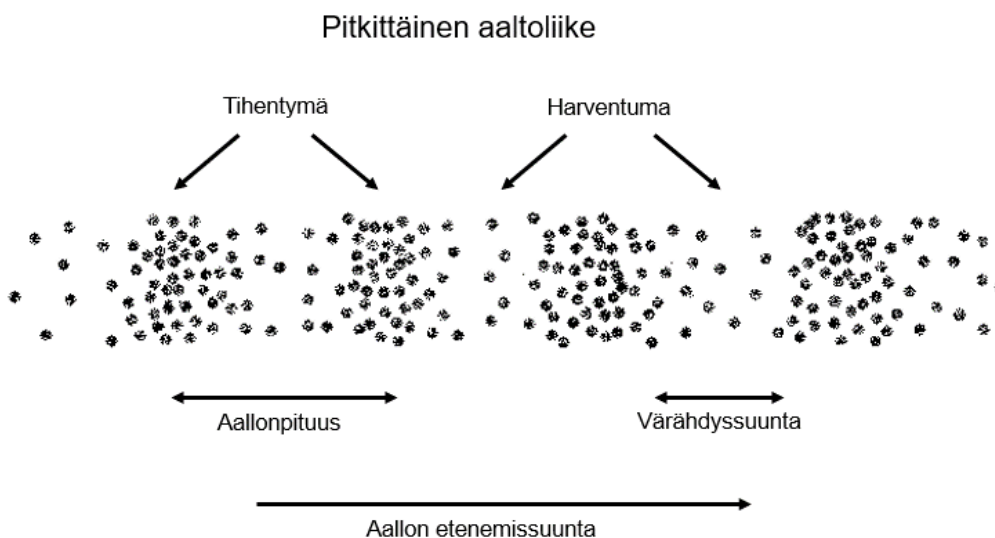 Pitkittäinen aaltoliike
Tihentymä
Harventuma
Aallonpituus
Värähdyssuunta
Aallon etenemissuunta